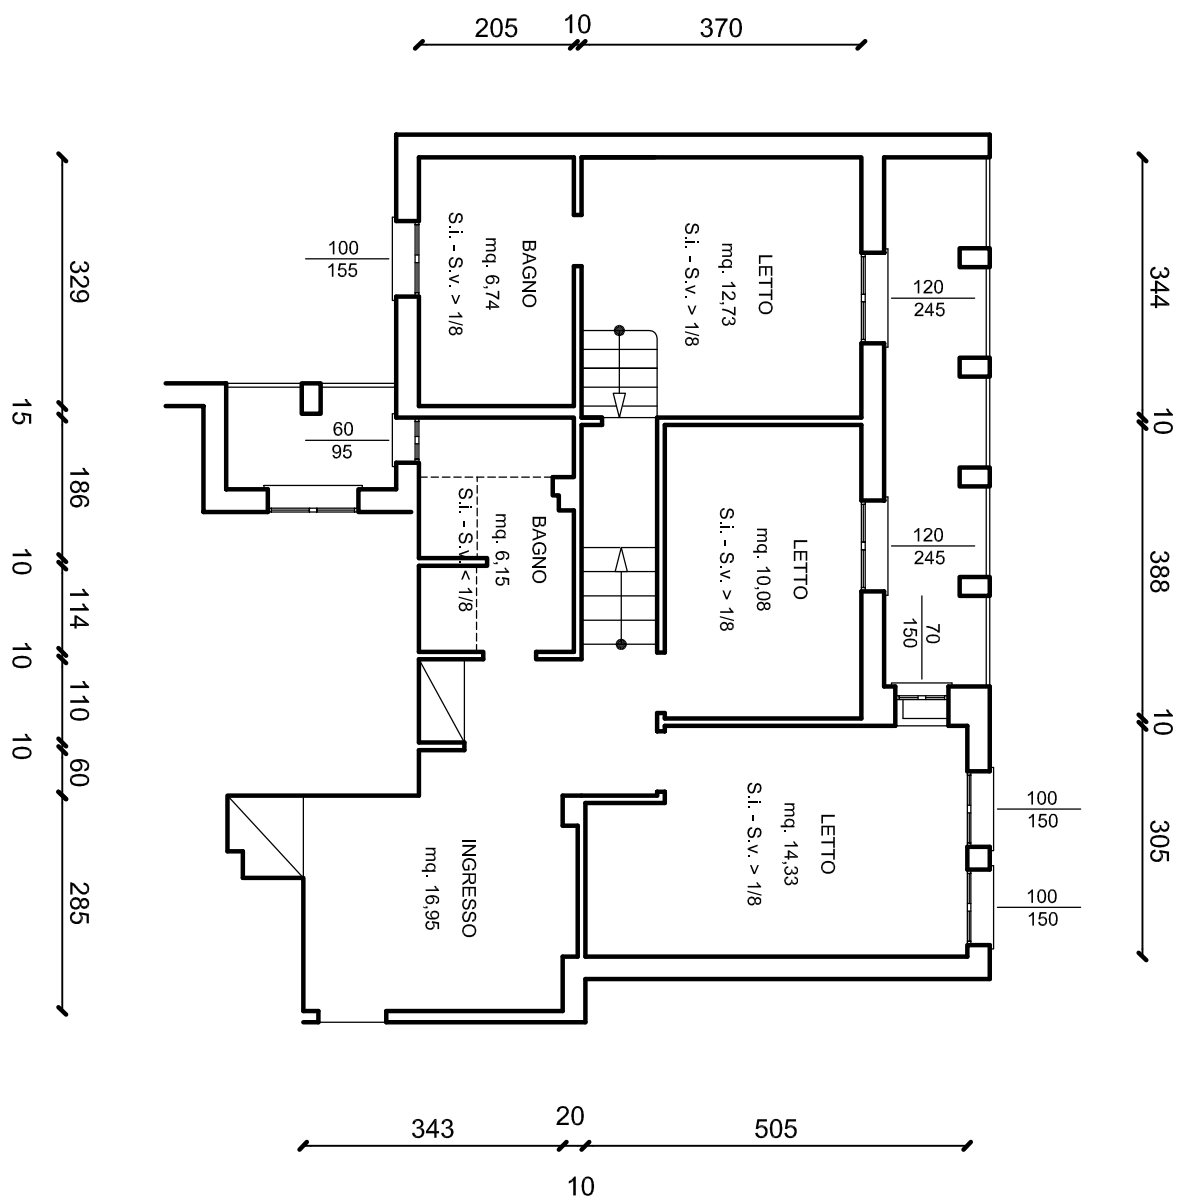 205
10
370
329
15
186
10
114
10
110
10
60
285
344
10
388
10
305
343
20
10
505
100
155
60
95
120
245
120
245
70
150
100
150
100
150
BAGNO
mq. 6,74
S.i. - S.v. > 1/8
LETTO
mq. 12,73
S.i. - S.v. > 1/8
BAGNO
mq. 6,15
S.i. - S.v. < 1/8
LETTO
mq. 10,08
S.i. - S.v. > 1/8
LETTO
mq. 14,33
S.i. - S.v. > 1/8
INGRESSO
mq. 16,95